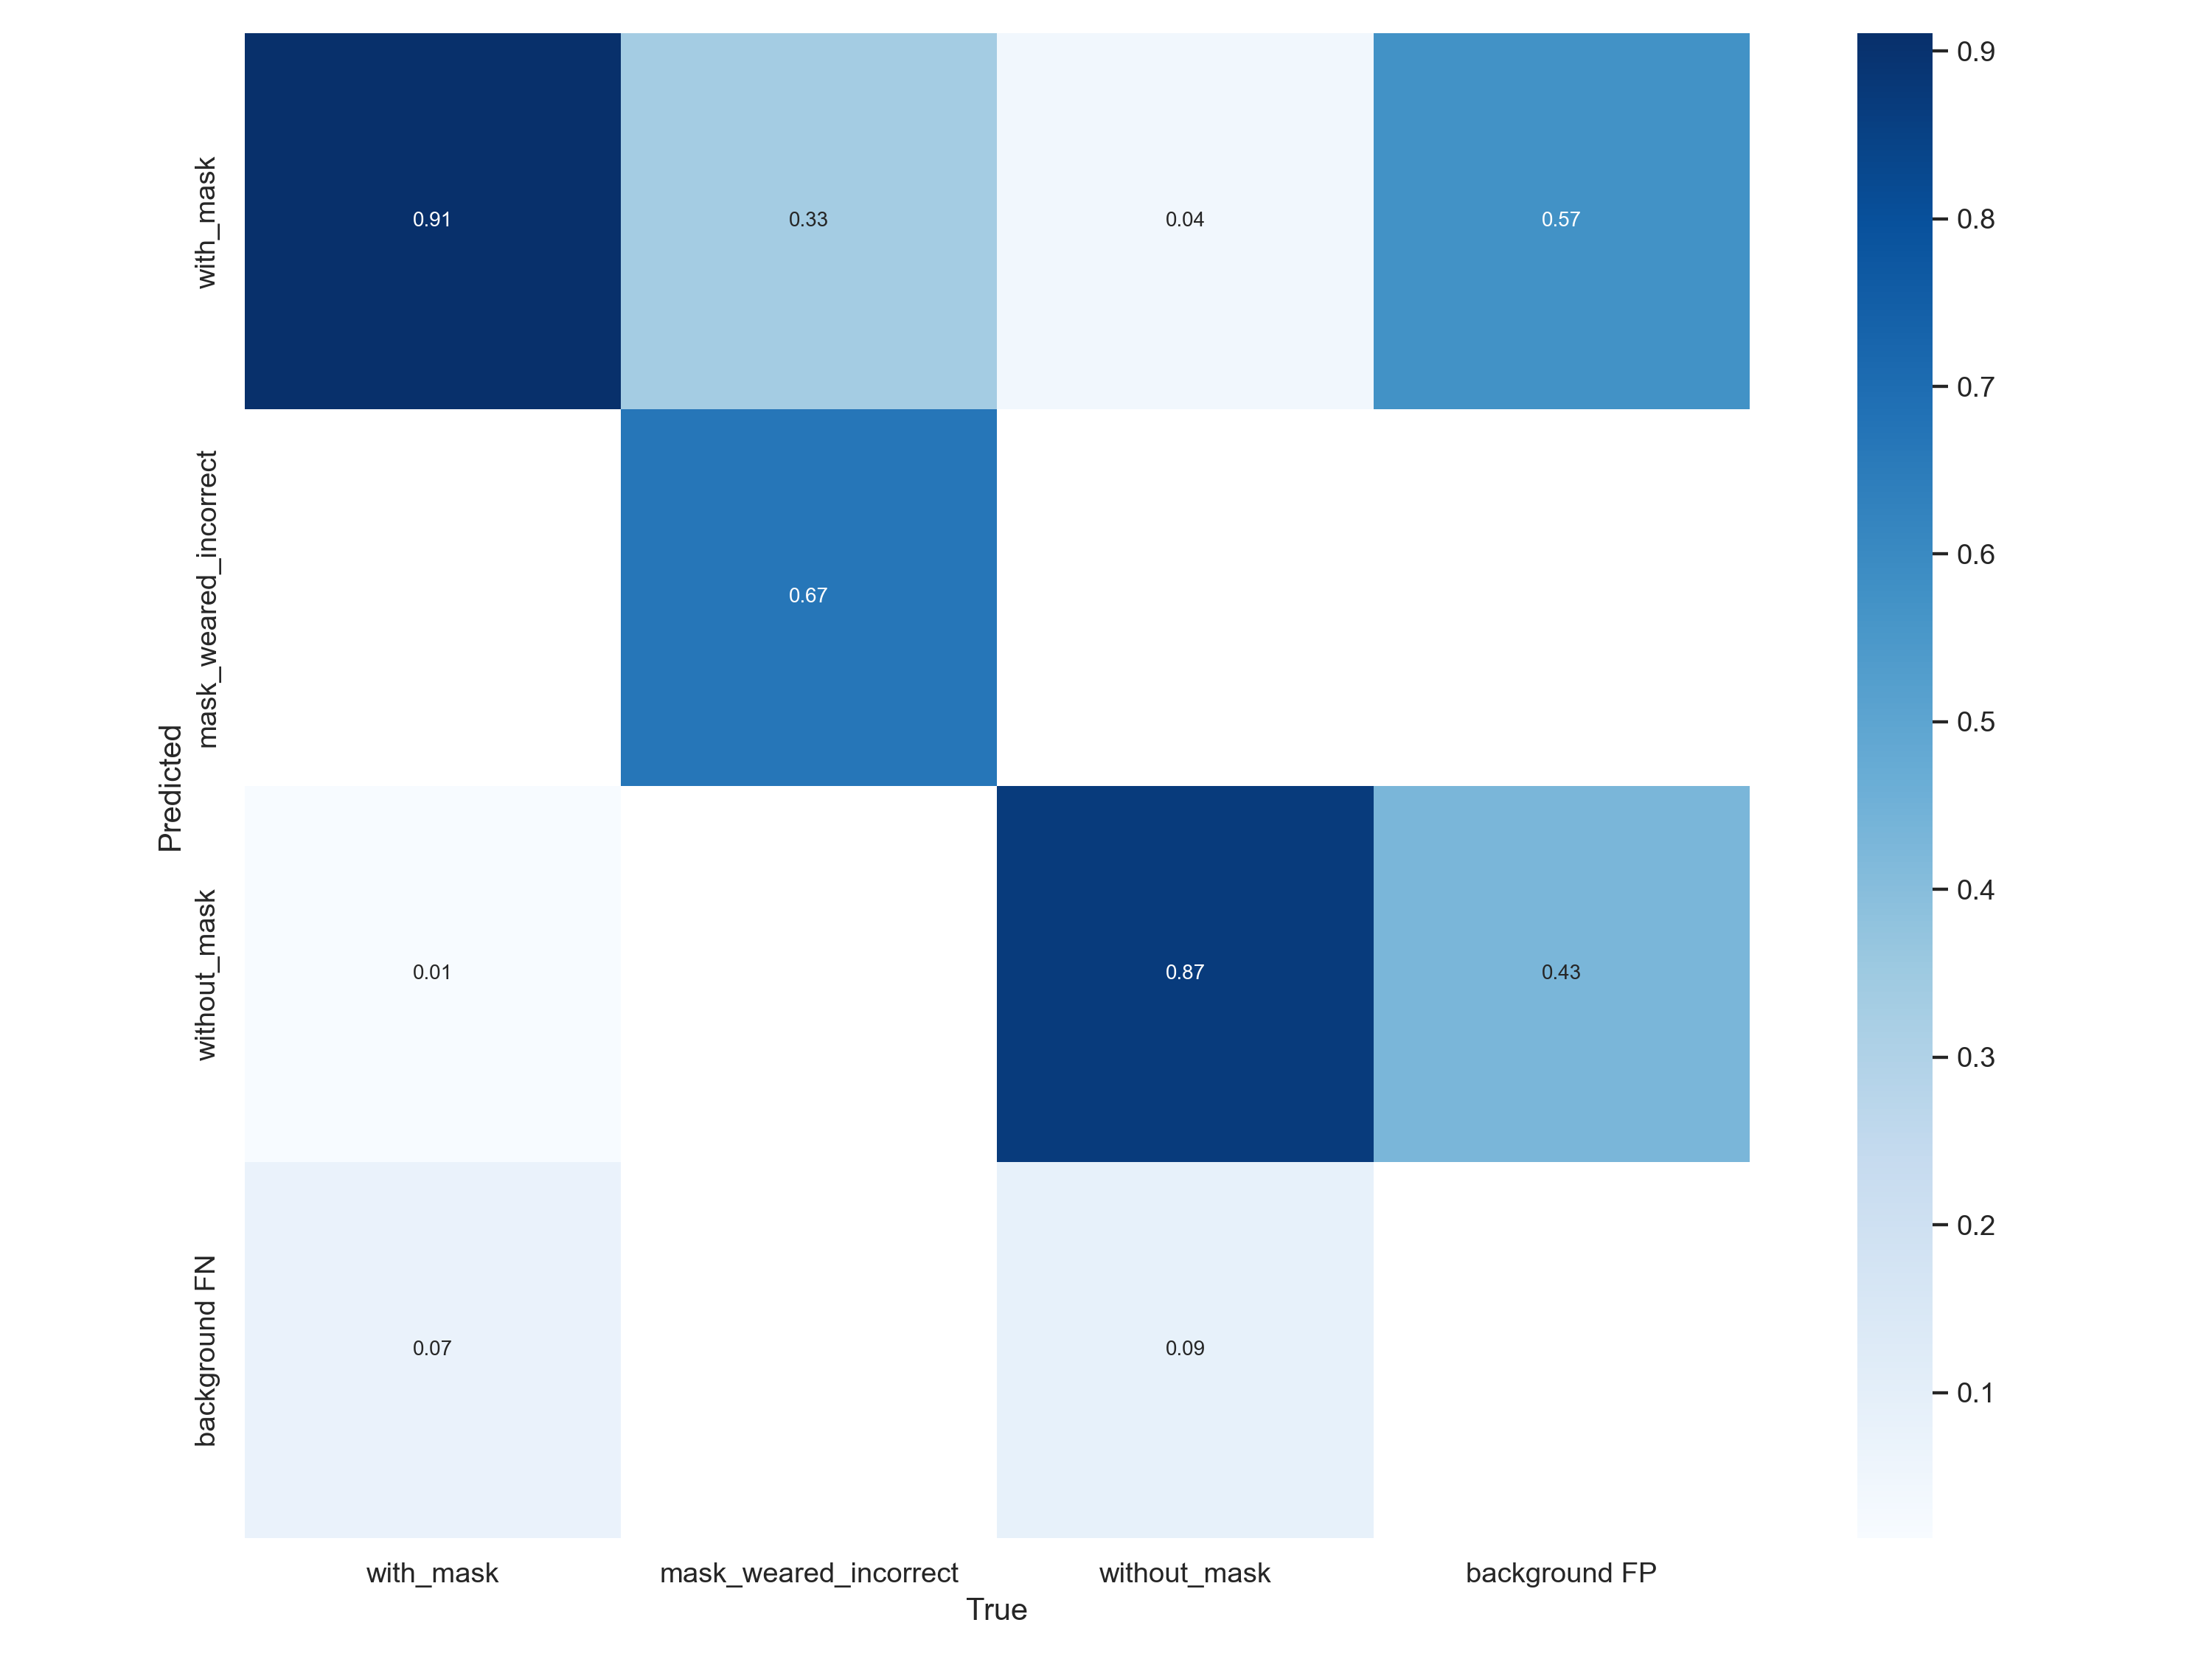 with_mask
0.91
0.33
0.04
0.57
0.9
0.8
0.7
mask_weared_incorrect
0.67
0.6
0.5
Predicted
without_mask
0.01
0.87
0.43
0.4
0.3
background FN
0.07
0.09
0.2
0.1
with_mask
mask_weared_incorrect
without_mask
background FP
True